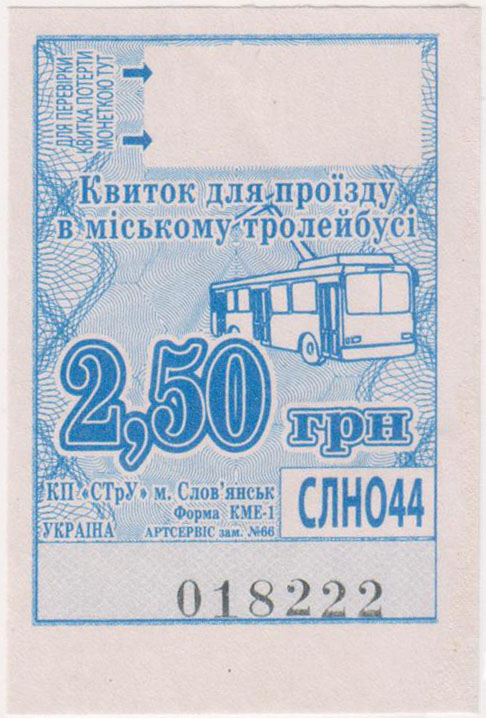 ДЛЯ ПЕРЕВІРКИ
КВИТКА ПОТЕРТИ
МОНЕТКОЮ ТУТ
Квиток для проїзду
в міському тролейбусі
2,50 грн
КП «СТрУ» м. Слов'янськ
Форма КМЕ-1
УКРАЇНА АРТСЕРВІС зам. №66
СЛНО44
018222